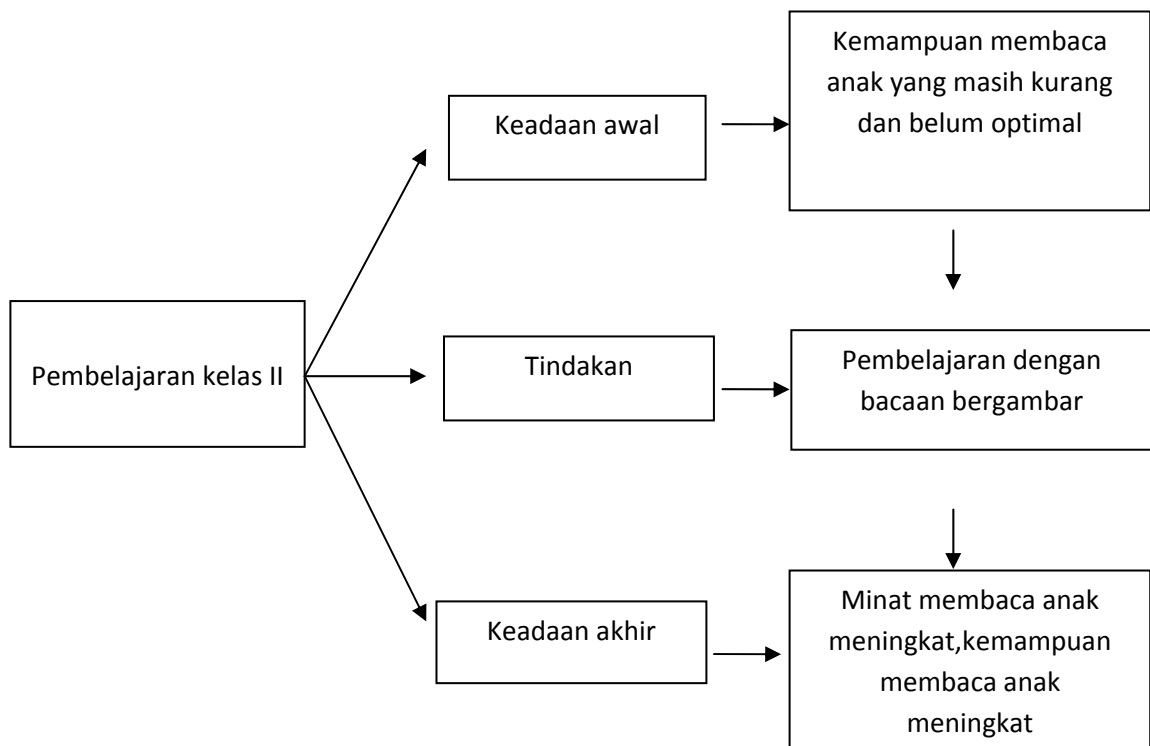 Kemampuan membaca
anak yang masih kurang
dan belum optimal
Keadaan awal
Pembelajaran kelas II
Tindakan
Pembelajaran dengan
bacaan bergambar
Keadaan akhir
Minat membaca anak
meningkat,kemampuan
membaca anak
meningkat